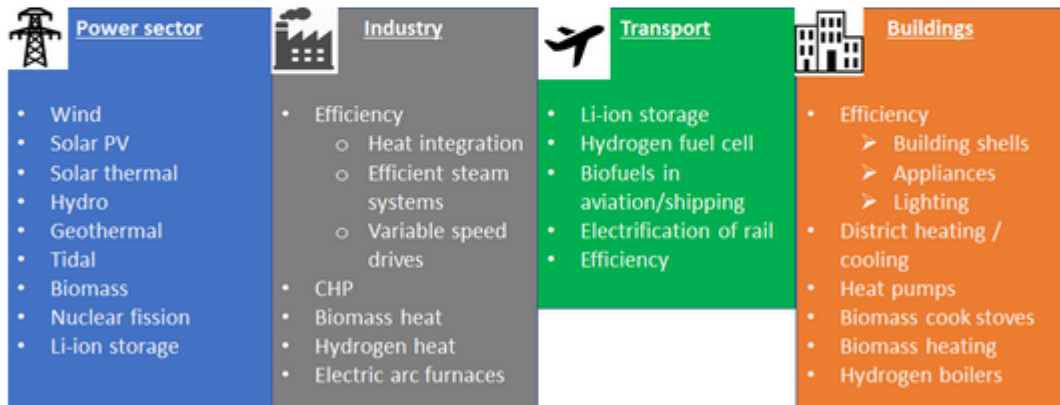 Power sector
• Wind
• Solar PV
• Solar thermal
• Hydro
• Geothermal
• Tidal
• Biomass
• Nuclear fission
• Li-ion storage
Industry
• Efficiency
o Heat integration
o Efficient steam
systems
o Variable speed
drives
• CHP
• Biomass heat
• Hydrogen heat
• Electric arc furnaces
Transport
• Li-ion storage
• Hydrogen fuel cell
• Biofuels in
aviation/shipping
• Electrification of rail
• Efficiency
Buildings
• Efficiency
➢ Building shells
➢ Appliances
➢ Lighting
• District heating /
cooling
• Heat pumps
• Biomass cook stoves
• Biomass heating
• Hydrogen boilers